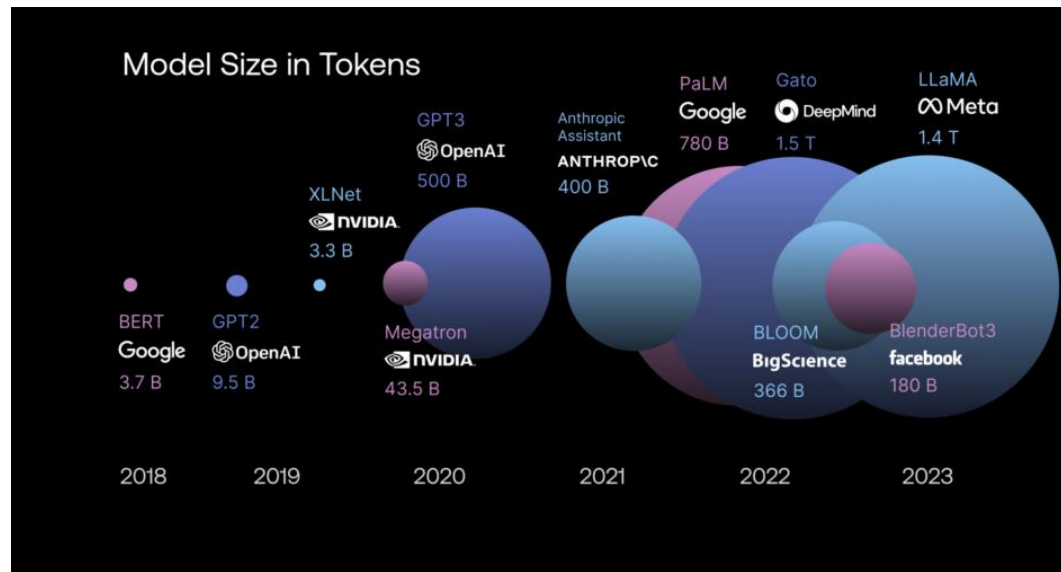 Model Size in Tokens
BERT
Google
3.7 B
GPT2
OpenAI
9.5 B
XLNet
NVIDIA.
3.3 B
Megatron
NVIDIA.
43.5 B
GPT3
OpenAI
500 B
Anthropic
Assistant
ANTHROP\C
400 B
PaLM
Google
780 B
Gato
DeepMind
1.5 T
BLOOM
BigScience
366 B
BlenderBot3
facebook
180 B
LLaMA
Meta
1.4 T
2018 2019 2020 2021 2022 2023